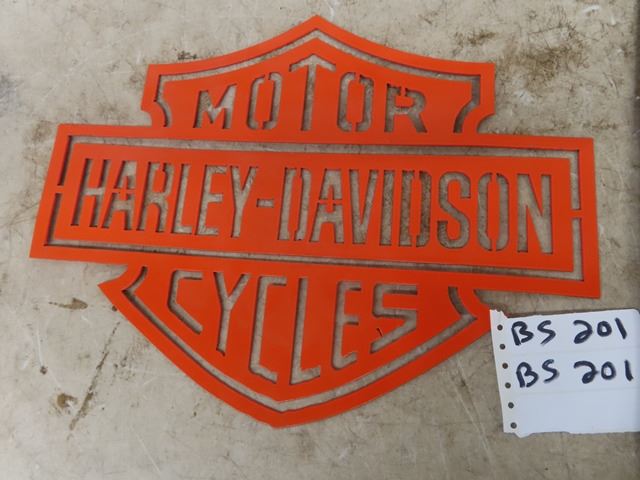 MOTOR
HARLEY-DAVIDSON
CYCLES
BS 201
BS 201